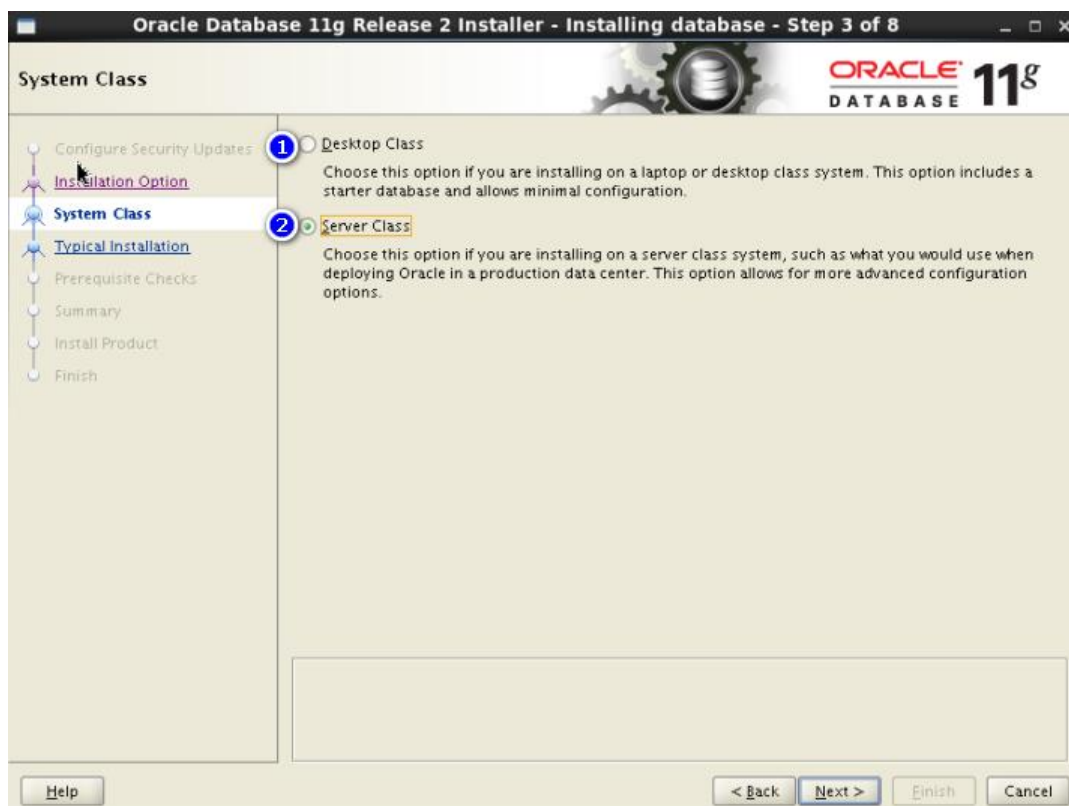 Oracle Database 11g Release 2 Installer - Installing database - Step 3 of 8
System Class
ORACLE
DATABASE
11g
Configure Security Updates
Installation Option
System Class
Typical Installation
Prerequisite Checks
Summary
Install Product
Finish
1
Desktop Class
Choose this option if you are installing on a laptop or desktop class system. This option includes a
starter database and allows minimal configuration.
2
Server Class
Choose this option if you are installing on a server class system, such as what you would use when
deploying Oracle in a production data center. This option allows for more advanced configuration
options.
Help
< Back
Next >
Finish
Cancel